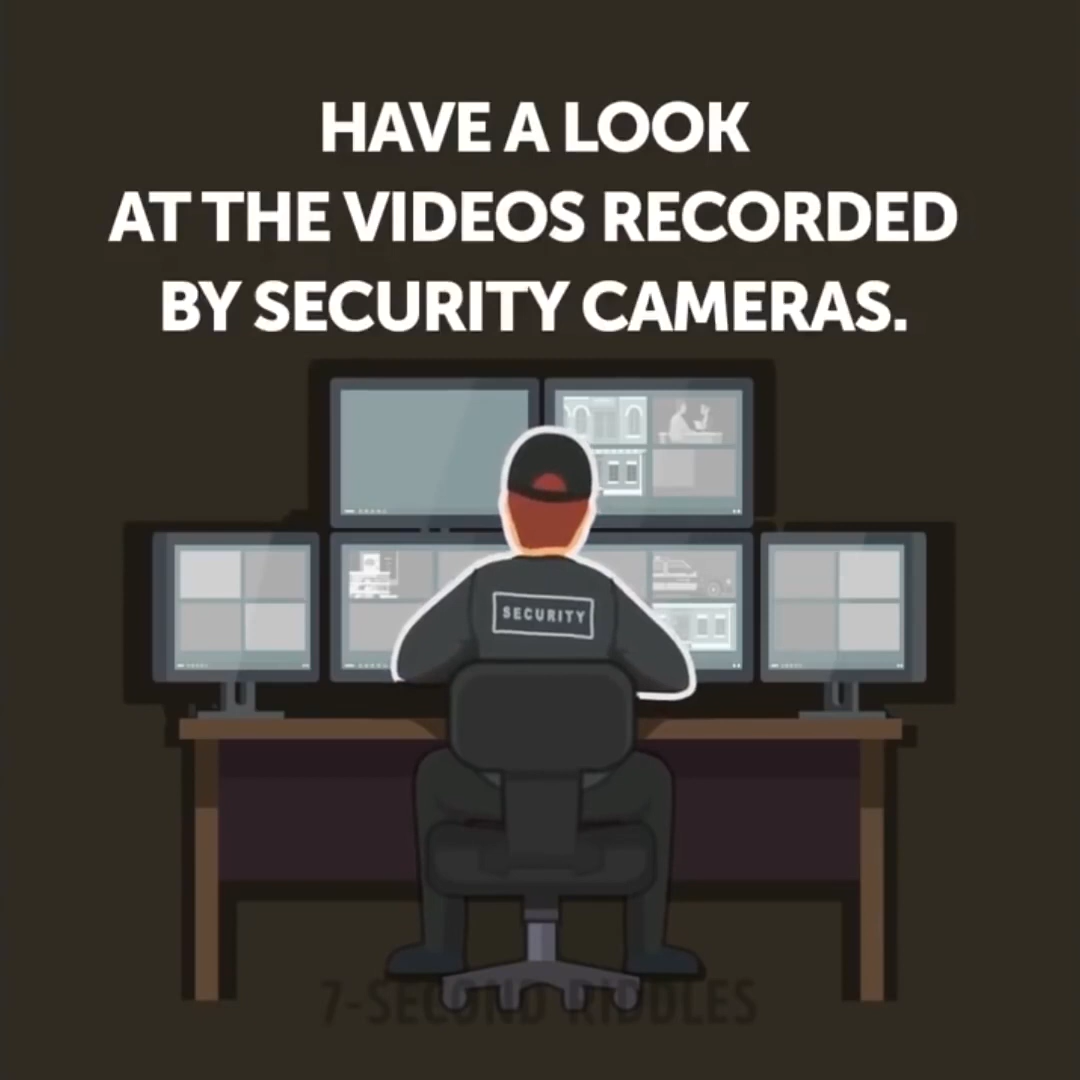 HAVE A LOOK
AT THE VIDEOS RECORDED
BY SECURITY CAMERAS.
SECURITY
7-SECOND RIDDLES